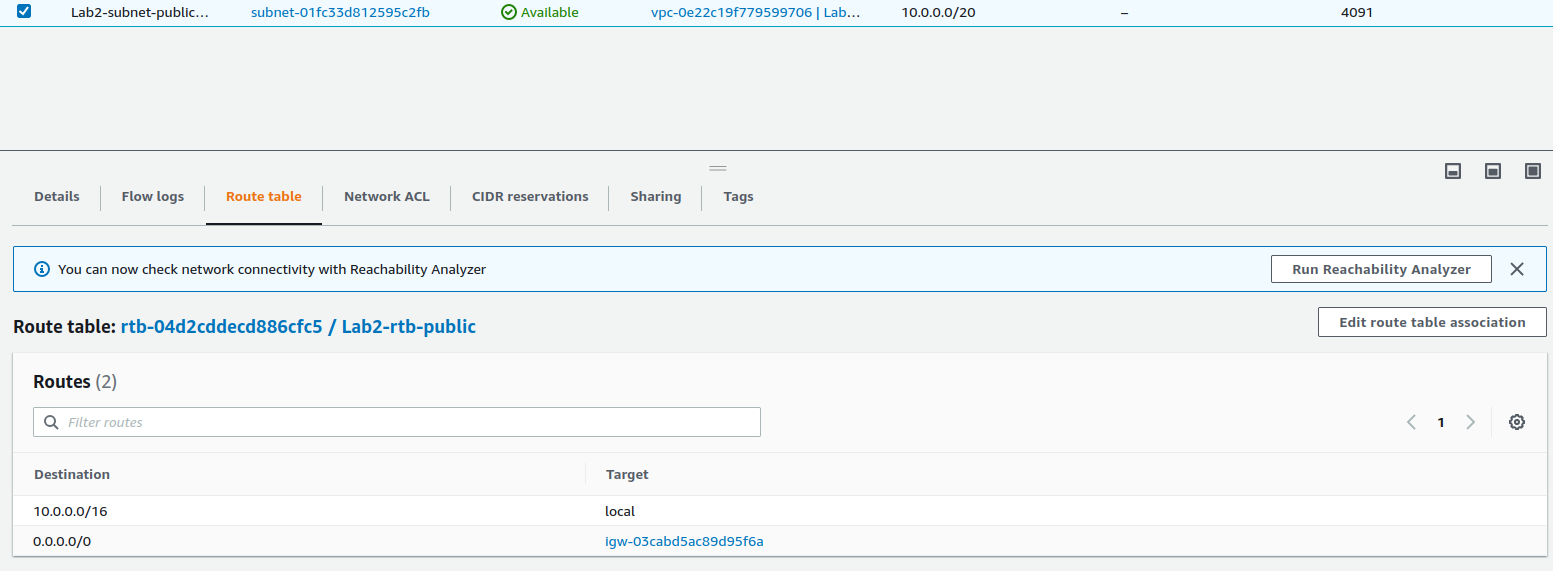 Lab2-subnet-public... subnet-01fc33d812595c2fb Available vpc-0e22c19f779599706 | Lab... 10.0.0.0/20 – 4091
Details Flow logs Route table Network ACL CIDR reservations Sharing Tags
You can now check network connectivity with Reachability Analyzer Run Reachability Analyzer
Route table: rtb-04d2cddecd886cfc5 / Lab2-rtb-public Edit route table association
Routes (2)
Filter routes 1
Destination Target
10.0.0.0/16 local
0.0.0.0/0 igw-03cabd5ac89d95f6a